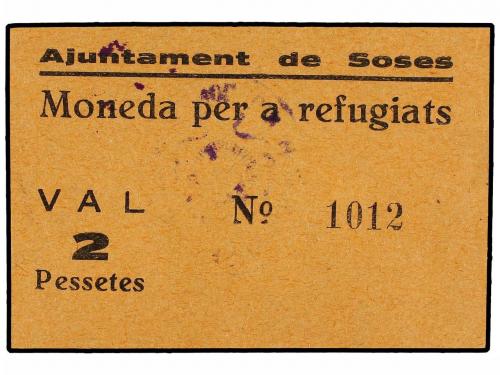 Ajuntament de Soses
Moneda per a refugiats
VAL Nº 1012
2
Pessetes